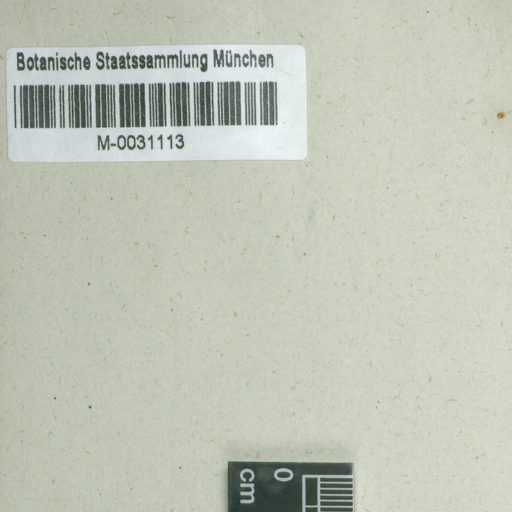 Botanische Staatssammlung München
M-0031113
0
cm